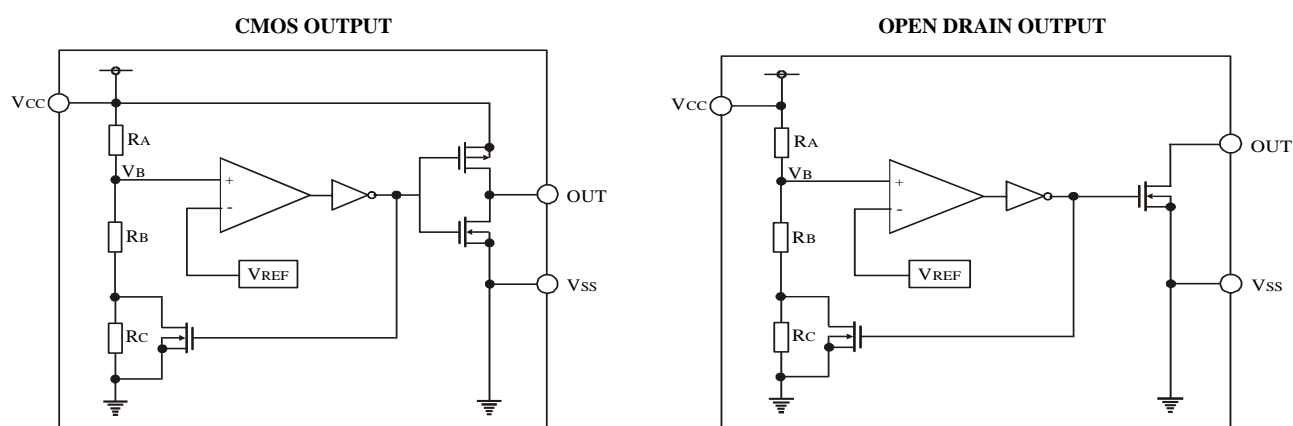 CMOS OUTPUT
VCC
RA
VB
+
-
RB
VREF
RC
OUT
VSS
OPEN DRAIN OUTPUT
VCC
RA
VB
+
-
RB
VREF
RC
OUT
VSS